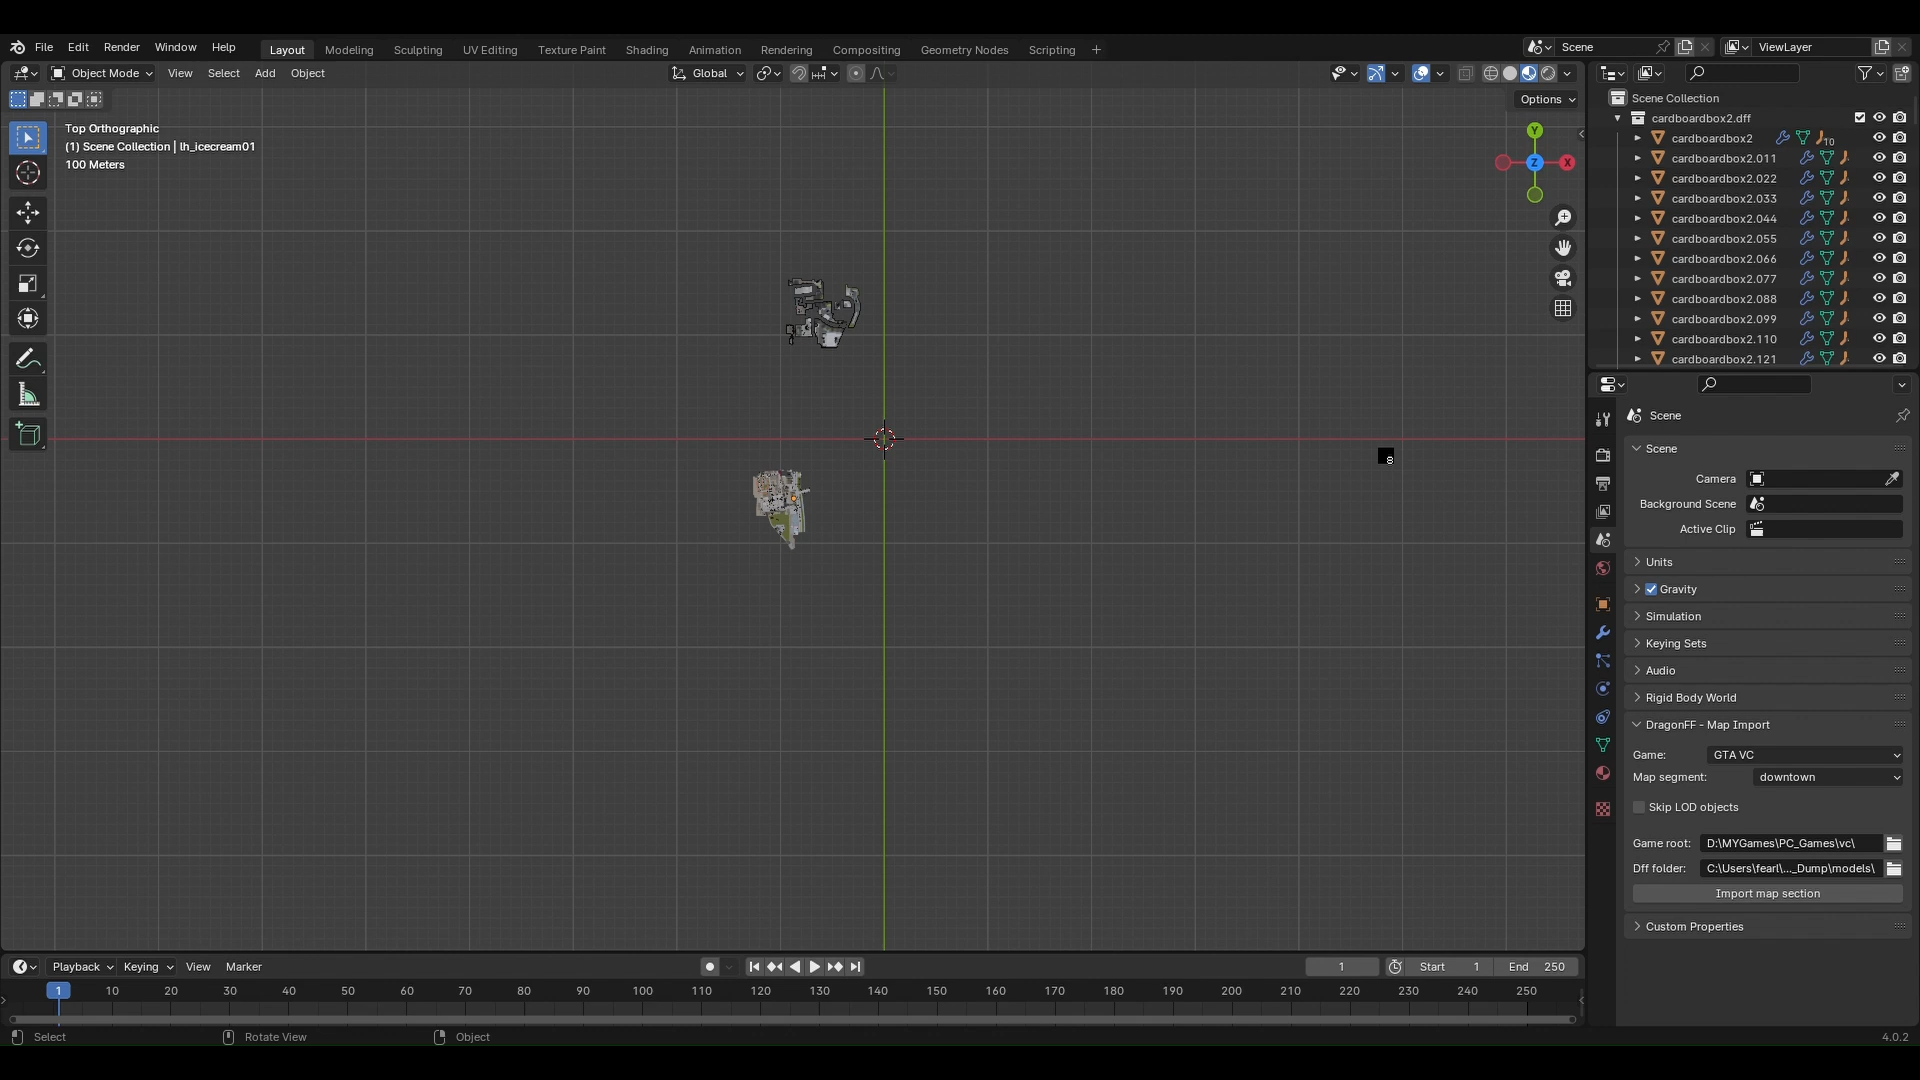 File Edit Render Window Help Layout Modeling Sculpting UV Editing Texture Paint Shading Animation Rendering Compositing Geometry Nodes Scripting + Scene ViewLayer
Object Mode View Select Add Object Global
Options
Top Orthographic
(1) Scene Collection | lh_icecream01
100 Meters
Y
X
Z
8
Scene Collection
cardboardbox2.dff
cardboardbox2 10
cardboardbox2.011
cardboardbox2.022
cardboardbox2.033
cardboardbox2.044
cardboardbox2.055
cardboardbox2.066
cardboardbox2.077
cardboardbox2.088
cardboardbox2.099
cardboardbox2.110
cardboardbox2.121
Scene
Scene
Camera
Background Scene
Active Clip
Units
Gravity
Simulation
Keying Sets
Audio
Rigid Body World
DragonFF - Map Import
Game: GTA VC
Map segment: downtown
Skip LOD objects
Game root: D:\MYGames\PC_Games\vc\
Dff folder: C:\Users\fearl\..._Dump\models\
Import map section
Custom Properties
Playback Keying View Marker 1 Start 1 End 250
1 10 20 30 40 50 60 70 80 90 100 110 120 130 140 150 160 170 180 190 200 210 220 230 240 250
Select Rotate View Object 4.0.2